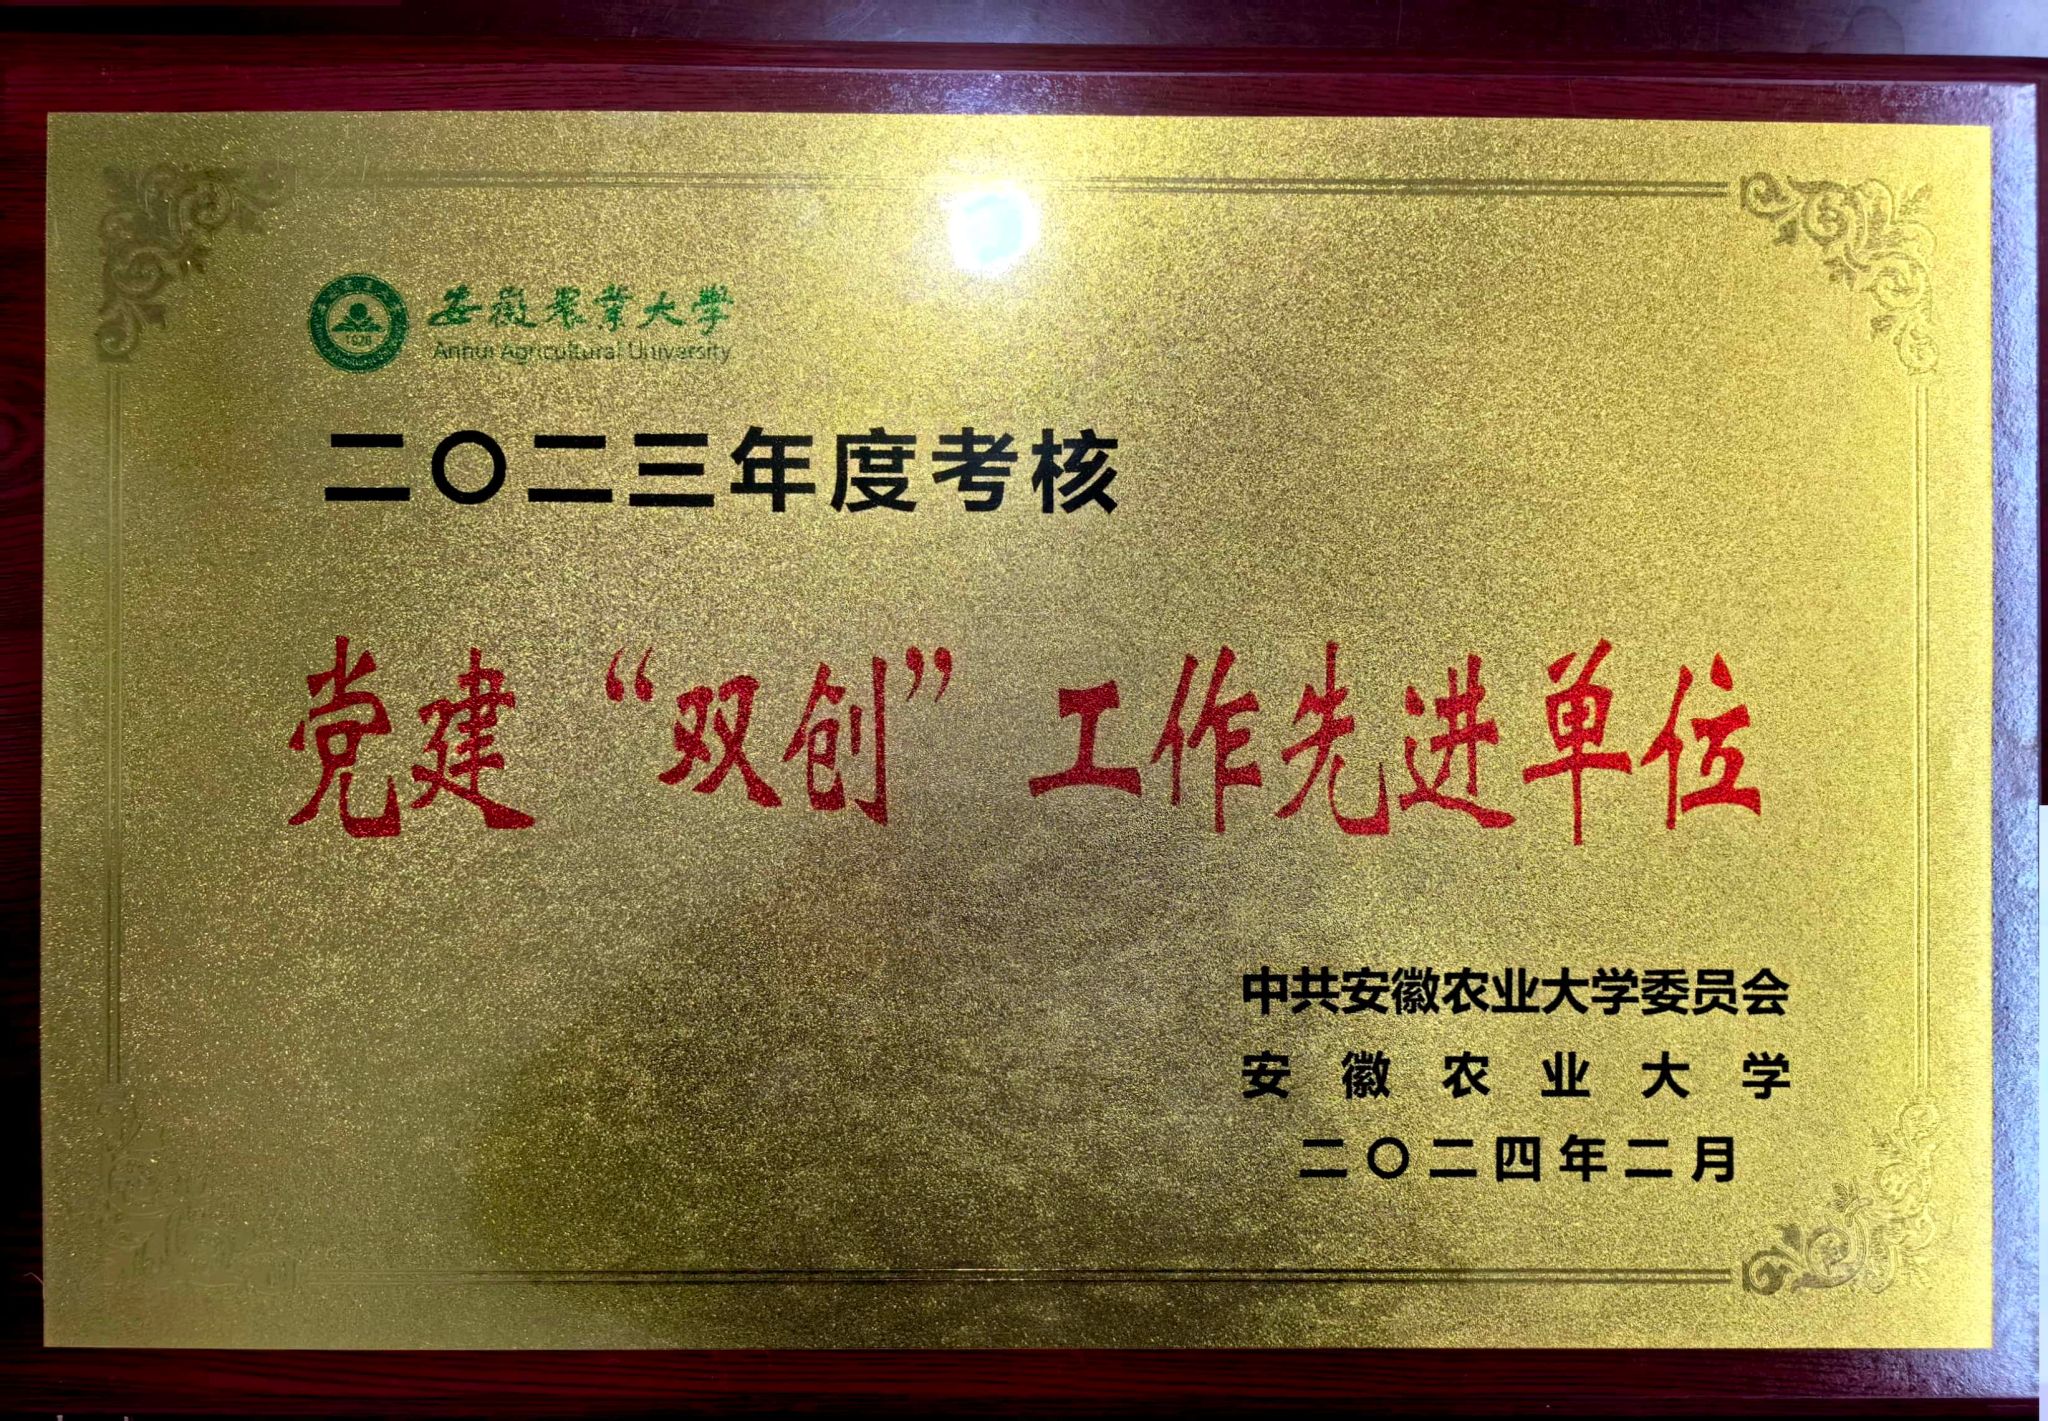 安徽农业大学
Anhui Agricultural University
1928
二〇二三年度考核
党建“双创”工作先进单位
中共安徽农业大学委员会
安徽农业大学
二〇二四年二月